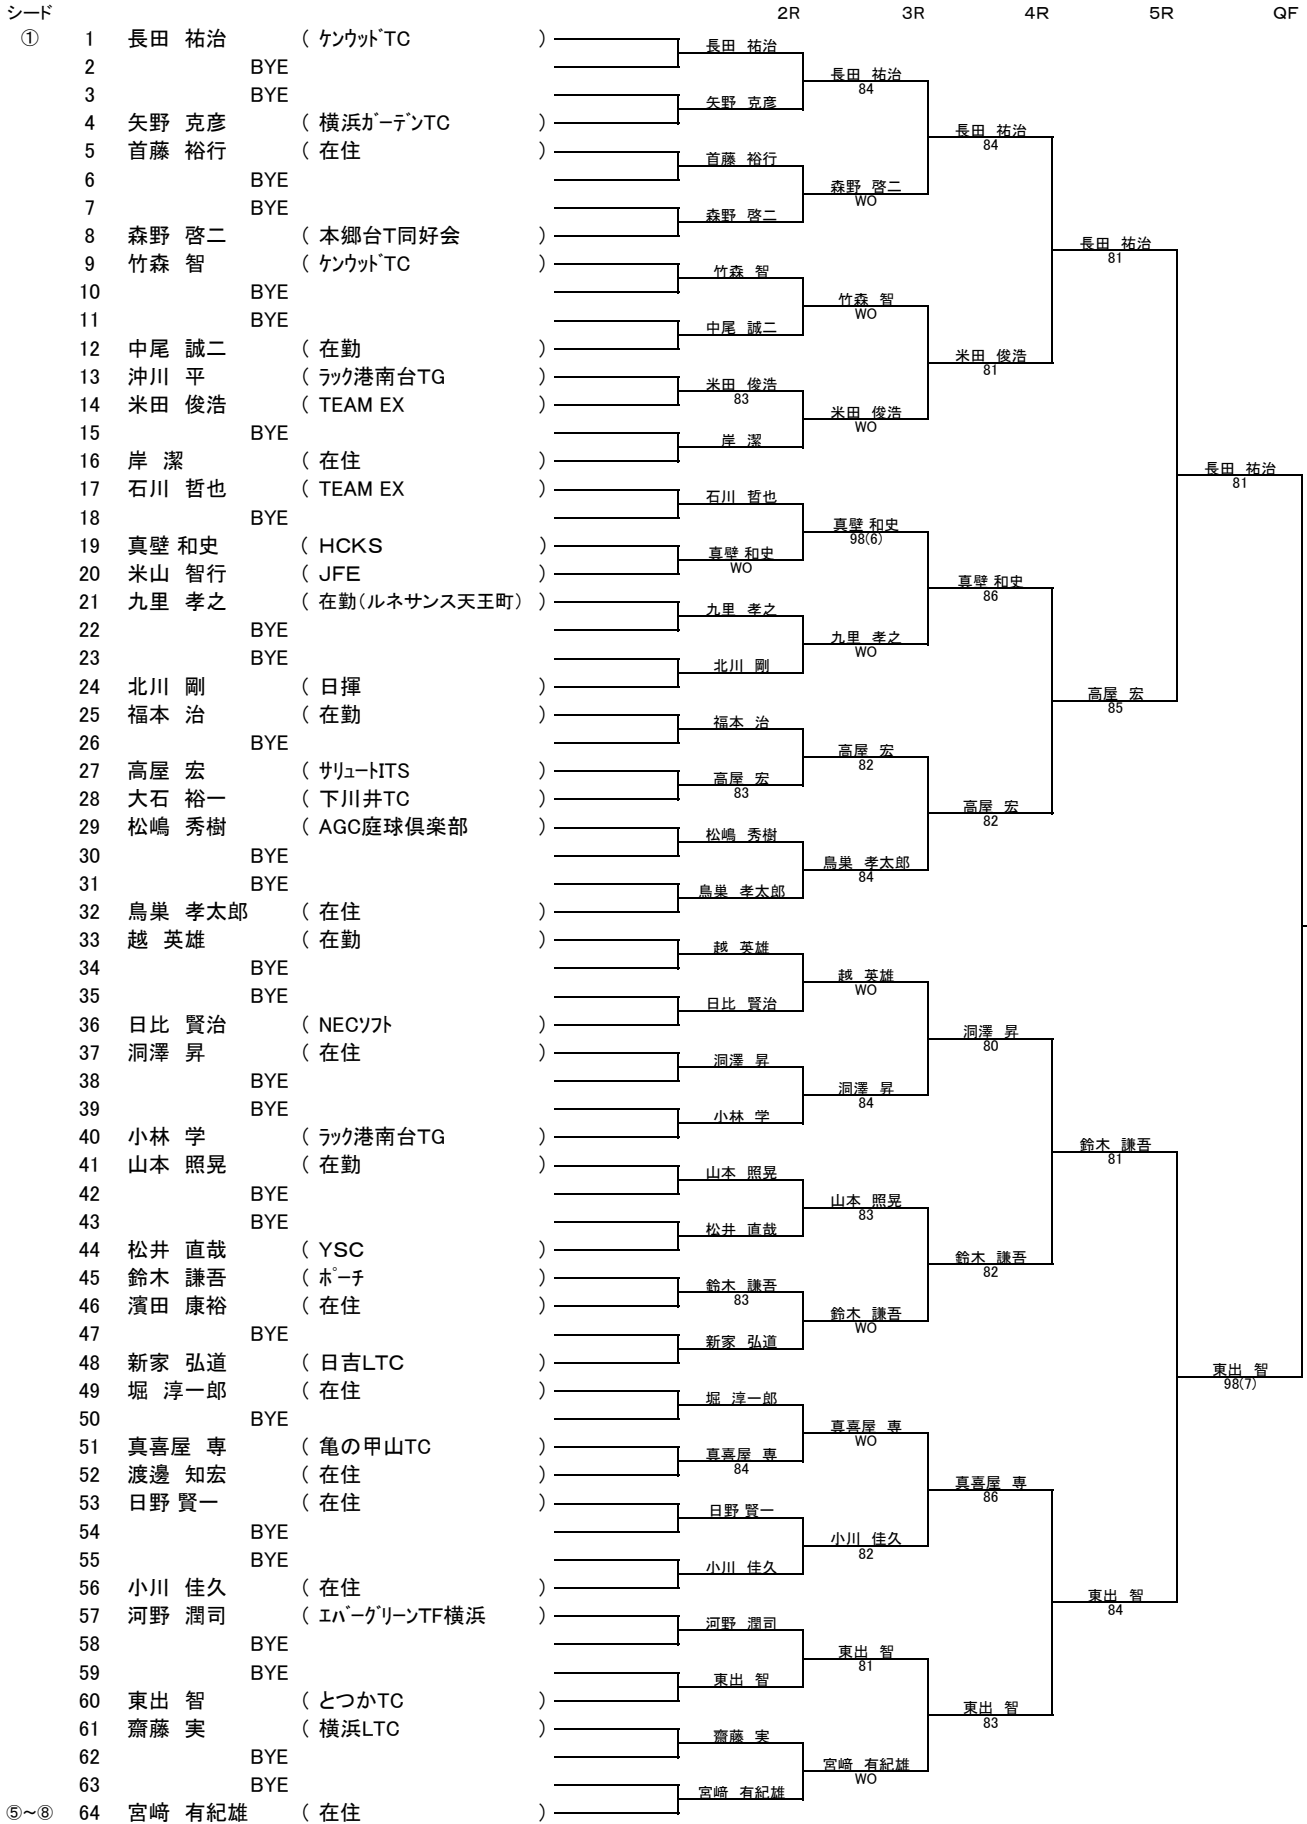 シード 2R 3R 4R 5R QF
① 1 長田 祐治 ( ケンウッドTC )
2 BYE
3 BYE
4 矢野 克彦 ( 横浜ガーデンTC )
5 首藤 裕行 ( 在住 )
6 BYE
7 BYE
8 森野 啓二 ( 本郷台T同好会 )
9 竹森 智 ( ケンウッドTC )
10 BYE
11 BYE
12 中尾 誠二 ( 在勤 )
13 沖川 平 ( ラック港南台TG )
14 米田 俊浩 ( TEAM EX )
15 BYE
16 岸 潔 ( 在住 )
17 石川 哲也 ( TEAM EX )
18 BYE
19 真壁 和史 ( HCKS )
20 米山 智行 ( JFE )
21 九里 孝之 ( 在勤(ルネサンス天王町) )
22 BYE
23 BYE
24 北川 剛 ( 日揮 )
25 福本 治 ( 在勤 )
26 BYE
27 高屋 宏 ( サリュートITS )
28 大石 裕一 ( 下川井TC )
29 松嶋 秀樹 ( AGC庭球倶楽部 )
30 BYE
31 BYE
32 鳥巣 孝太郎 ( 在住 )
33 越 英雄 ( 在勤 )
34 BYE
35 BYE
36 日比 賢治 ( NECソフト )
37 洞澤 昇 ( 在住 )
38 BYE
39 BYE
40 小林 学 ( ラック港南台TG )
41 山本 照晃 ( 在勤 )
42 BYE
43 BYE
44 松井 直哉 ( YSC )
45 鈴木 謙吾 ( ポーチ )
46 濱田 康裕 ( 在住 )
47 BYE
48 新家 弘道 ( 日吉LTC )
49 堀 淳一郎 ( 在住 )
50 BYE
51 真喜屋 専 ( 亀の甲山TC )
52 渡邊 知宏 ( 在住 )
53 日野 賢一 ( 在住 )
54 BYE
55 BYE
56 小川 佳久 ( 在住 )
57 河野 潤司 ( エバーグリーンTF横浜 )
58 BYE
59 BYE
60 東出 智 ( とつかTC )
61 齋藤 実 ( 横浜LTC )
62 BYE
63 BYE
⑤～⑧ 64 宮﨑 有紀雄 ( 在住 )
長田 祐治
矢野 克彦
首藤 裕行
森野 啓二
竹森 智
中尾 誠二
米田 俊浩
83
岸 潔
石川 哲也
真壁 和史
WO
九里 孝之
北川 剛
福本 治
高屋 宏
83
松嶋 秀樹
鳥巣 孝太郎
越 英雄
日比 賢治
洞澤 昇
小林 学
山本 照晃
松井 直哉
鈴木 謙吾
83
新家 弘道
堀 淳一郎
真喜屋 専
84
日野 賢一
小川 佳久
河野 潤司
東出 智
齋藤 実
宮﨑 有紀雄
長田 祐治
84
森野 啓二
WO
竹森 智
WO
米田 俊浩
WO
真壁 和史
98(6)
九里 孝之
WO
高屋 宏
82
鳥巣 孝太郎
84
越 英雄
WO
洞澤 昇
84
山本 照晃
83
鈴木 謙吾
WO
真喜屋 専
WO
小川 佳久
82
東出 智
81
宮﨑 有紀雄
WO
長田 祐治
84
米田 俊浩
81
真壁 和史
86
高屋 宏
82
洞澤 昇
80
鈴木 謙吾
82
真喜屋 専
86
東出 智
83
長田 祐治
81
高屋 宏
85
鈴木 謙吾
81
東出 智
84
長田 祐治
81
東出 智
98(7)